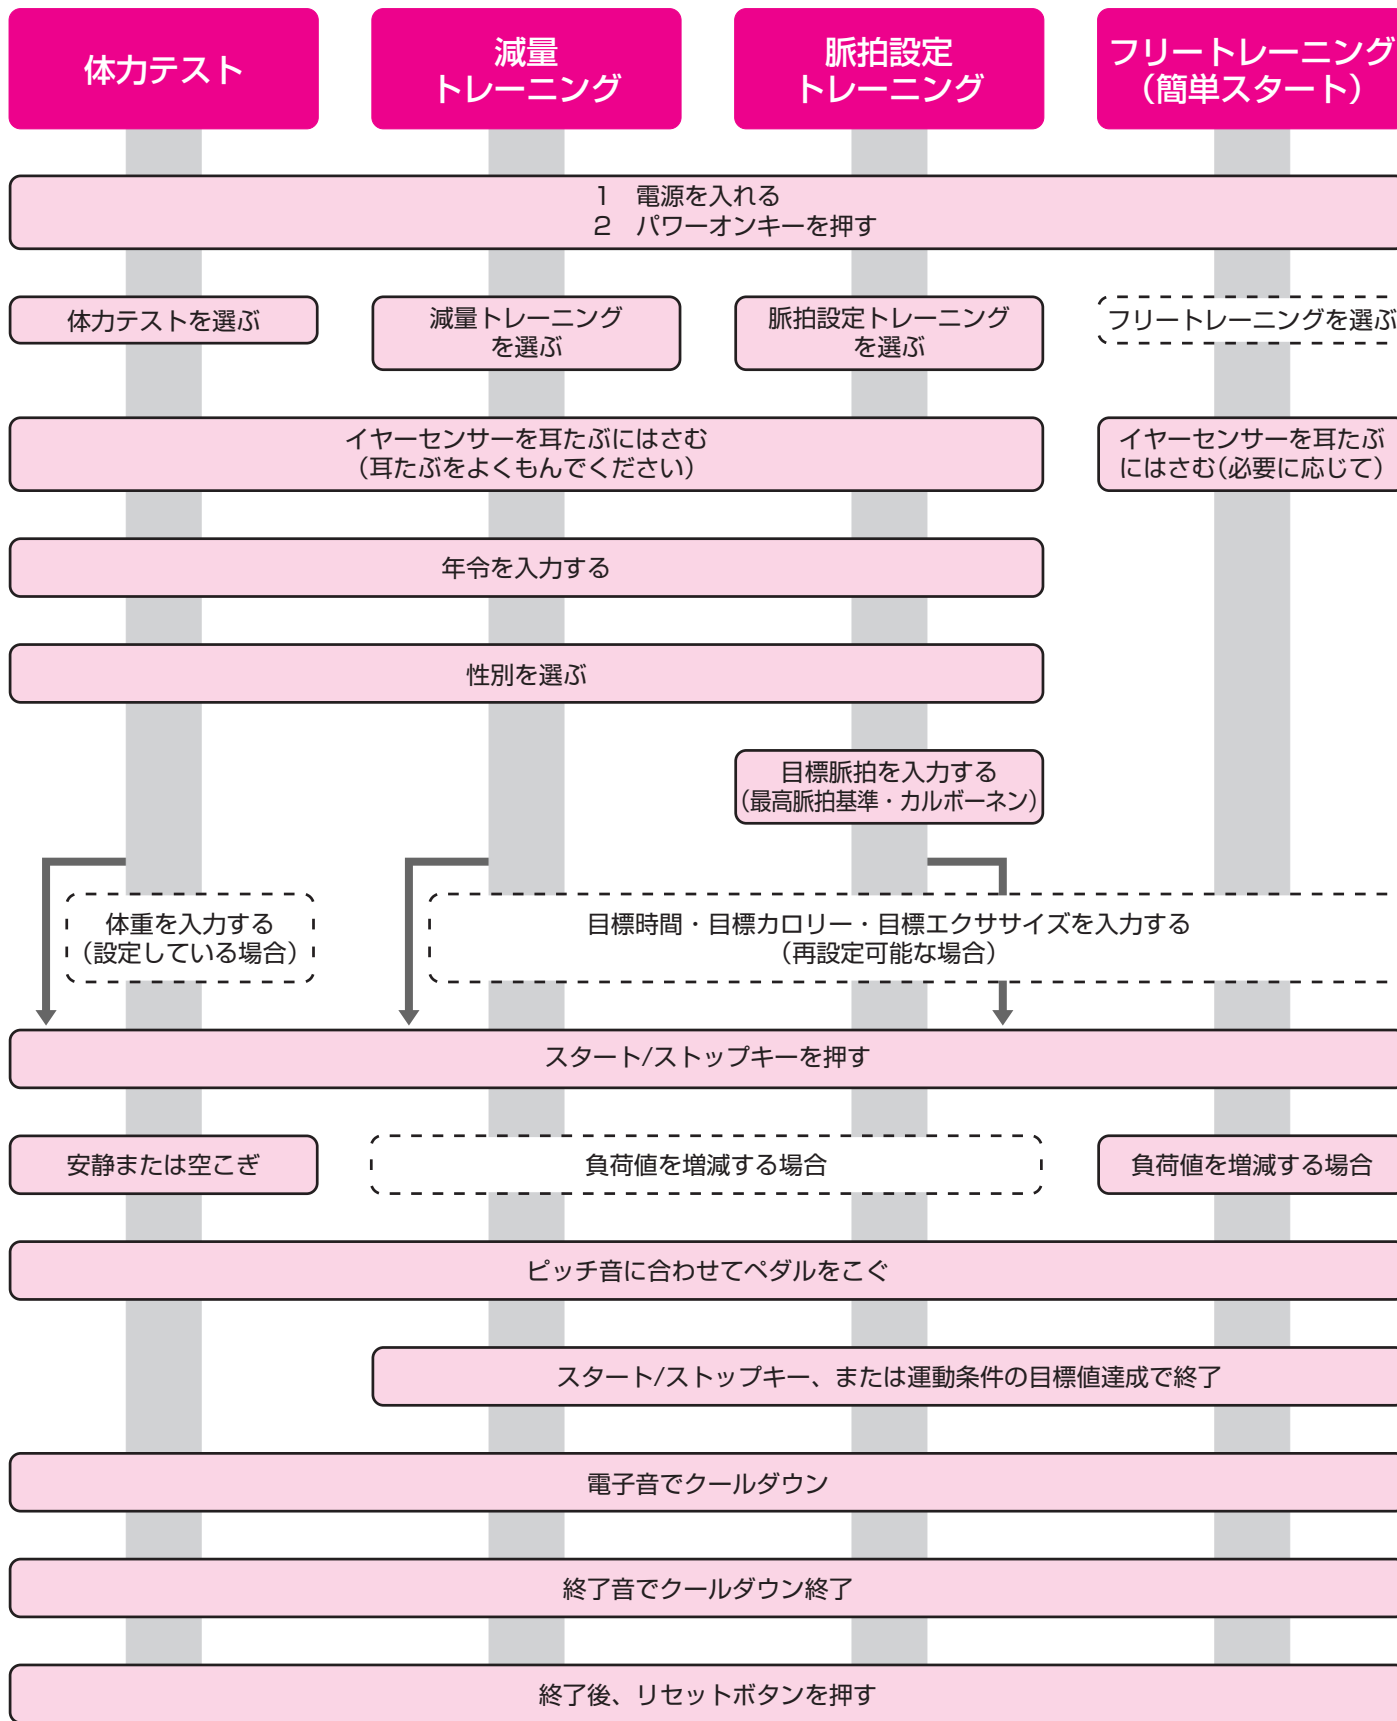 体力テスト
減量
トレーニング
脈拍設定
トレーニング
フリートレーニング
（簡単スタート）
1　電源を入れる
2　パワーオンキーを押す
体力テストを選ぶ
減量トレーニング
を選ぶ
脈拍設定トレーニング
を選ぶ
フリートレーニングを選ぶ
イヤーセンサーを耳たぶにはさむ
（耳たぶをよくもんでください）
イヤーセンサーを耳たぶ
にはさむ（必要に応じて）
年令を入力する
性別を選ぶ
目標脈拍を入力する
（最高脈拍基準・カルボーネン）
体重を入力する
（設定している場合）
目標時間・目標カロリー・目標エクササイズを入力する
（再設定可能な場合）
スタート/ストップキーを押す
安静または空こぎ
負荷値を増減する場合
負荷値を増減する場合
ピッチ音に合わせてペダルをこぐ
スタート/ストップキー、または運動条件の目標値達成で終了
電子音でクールダウン
終了音でクールダウン終了
終了後、リセットボタンを押す